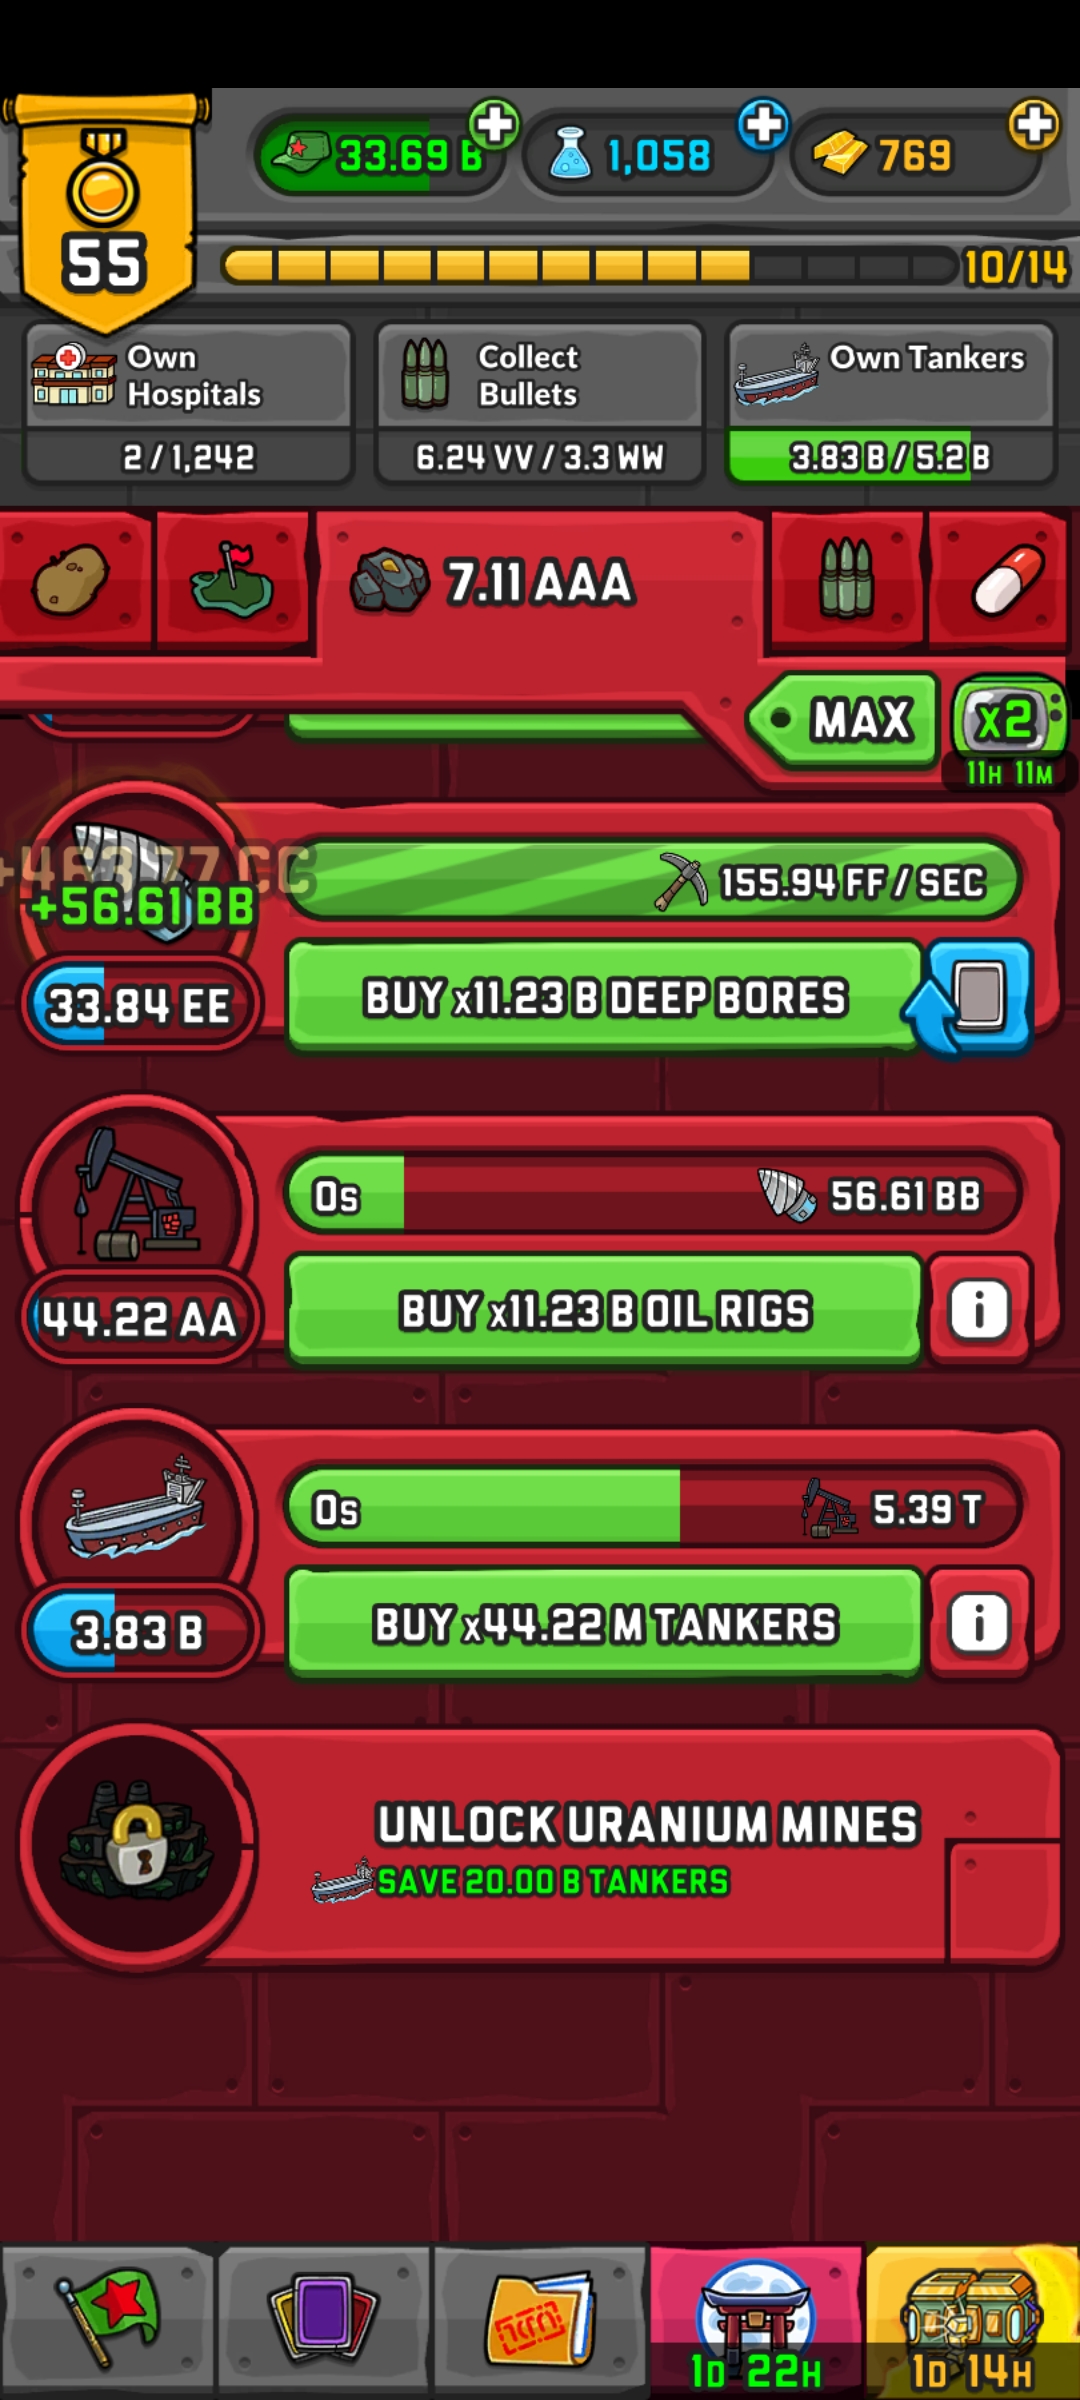 55
33.69 B
1,058
769
10/14
Own Hospitals
2 / 1,242
Collect Bullets
6.24 VV / 3.3 WW
Own Tankers
3.83 B / 5.2 B
7.11 AAA
MAX
x2
11H 11M
+463.77 CC
+56.61 BB
155.94 FF / SEC
33.84 EE
BUY x11.23 B DEEP BORES
0s
56.61 BB
44.22 AA
BUY x11.23 B OIL RIGS
i
0s
5.39 T
3.83 B
BUY x44.22 M TANKERS
i
UNLOCK URANIUM MINES
SAVE 20.00 B TANKERS
1D 22H
1D 14H